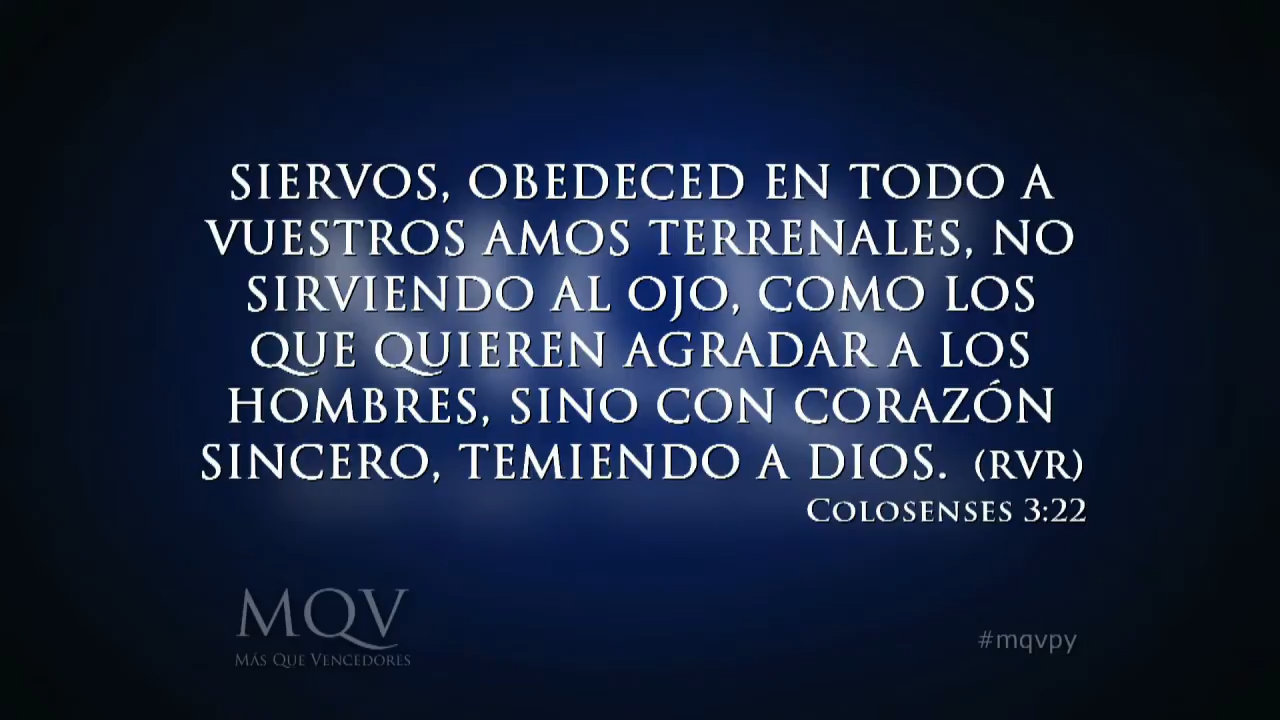 SIERVOS, OBEDECED EN TODO A
VUESTROS AMOS TERRENALES, NO
SIRVIENDO AL OJO, COMO LOS
QUE QUIEREN AGRADAR A LOS
HOMBRES, SINO CON CORAZÓN
SINCERO, TEMIENDO A DIOS. (RVR)
COLOSENSES 3:22
MQV
MÁS QUE VENCEDORES
#mqvpy